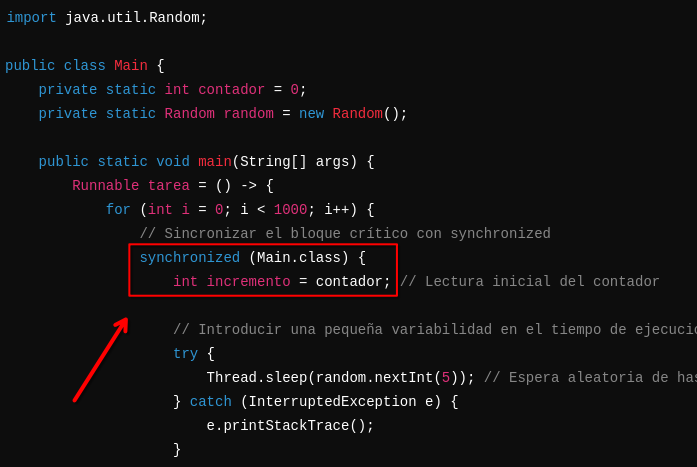 import java.util.Random;
public class Main {
private static int contador = 0;
private static Random random = new Random();
public static void main(String[] args) {
Runnable tarea = () -> {
for (int i = 0; i < 1000; i++) {
// Sincronizar el bloque crítico con synchronized
synchronized (Main.class) {
int incremento = contador; // Lectura inicial del contador
// Introducir una pequeña variabilidad en el tiempo de ejecució
try {
Thread.sleep(random.nextInt(5)); // Espera aleatoria de has
} catch (InterruptedException e) {
e.printStackTrace();
}